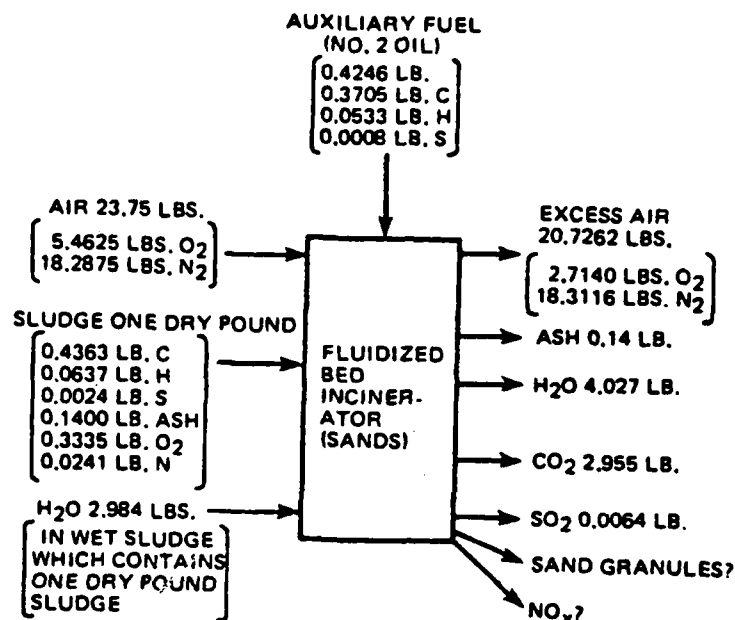 AUXILIARY FUEL
(NO. 2 OIL)
0.4246 LB.
0.3705 LB. C
0.0533 LB. H
0.0008 LB. S
AIR 23.75 LBS.
5.4625 LBS. O2
18.2875 LBS. N2
SLUDGE ONE DRY POUND
0.4363 LB. C
0.0637 LB. H
0.0024 LB. S
0.1400 LB. ASH
0.3335 LB. O2
0.0241 LB. N
H2O 2.984 LBS.
IN WET SLUDGE
WHICH CONTAINS
ONE DRY POUND
SLUDGE
FLUIDIZED
BED
INCINER-
ATOR
(SANDS)
EXCESS AIR
20.7262 LBS.
2.7140 LBS. O2
18.3116 LBS. N2
ASH 0.14 LB.
H2O 4.027 LB.
CO2 2.955 LB.
SO2 0.0064 LB.
SAND GRANULES?
NOx?